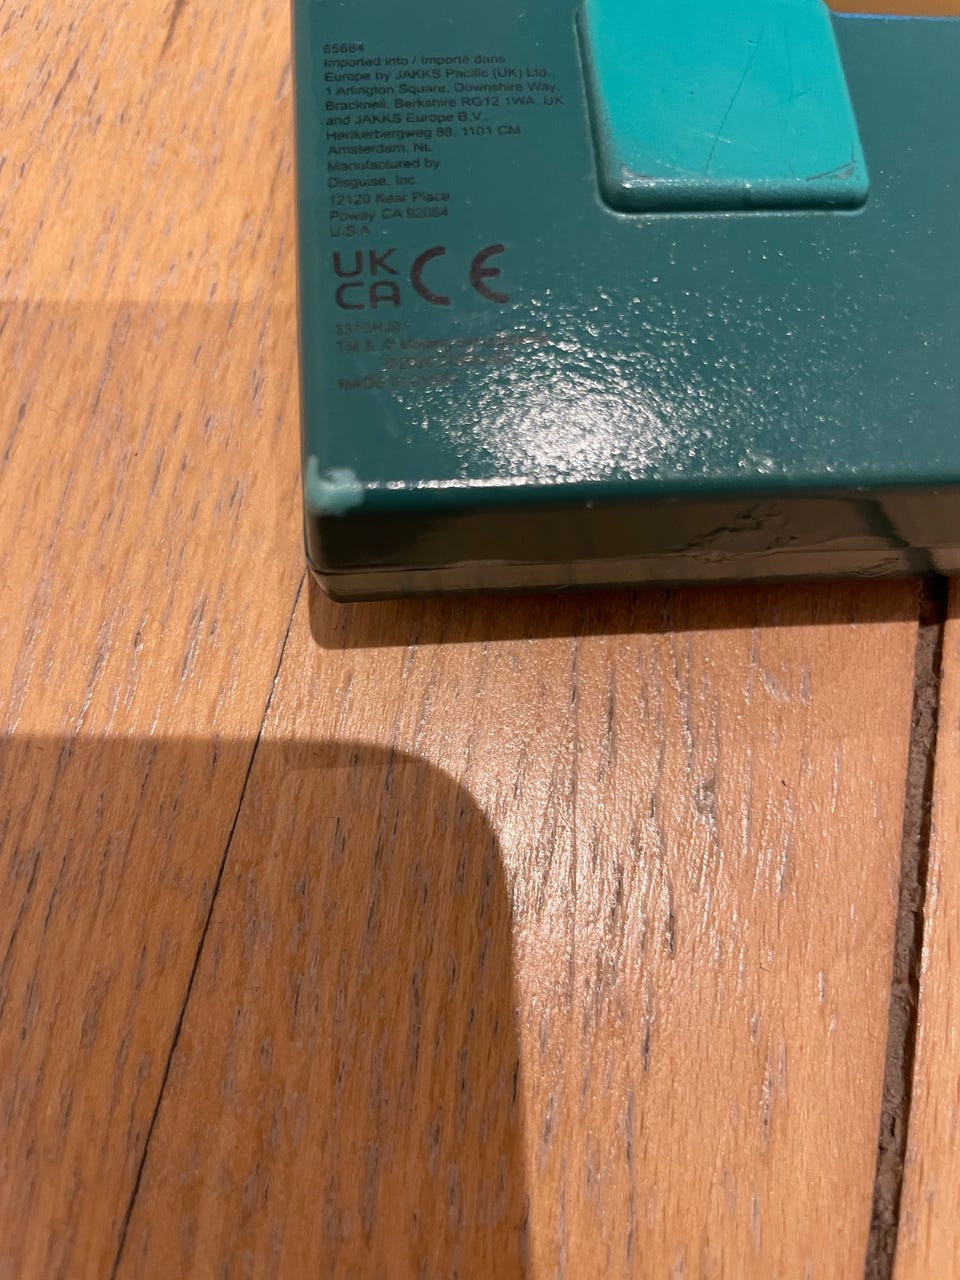 65684
Imported into / Importé dans
Europe by JAKKS Pacific (UK) Ltd.,
1 Arlington Square, Downshire Way,
Bracknell, Berkshire RG12 1WA, UK
and JAKKS Europe B.V.,
Herikerbergweg 88, 1101 CM
Amsterdam, NL
Manufactured by
Disguise, Inc.
12120 Kear Place
Poway CA 92064
U.S.A
UK
CA CE
TM & ©
MADE